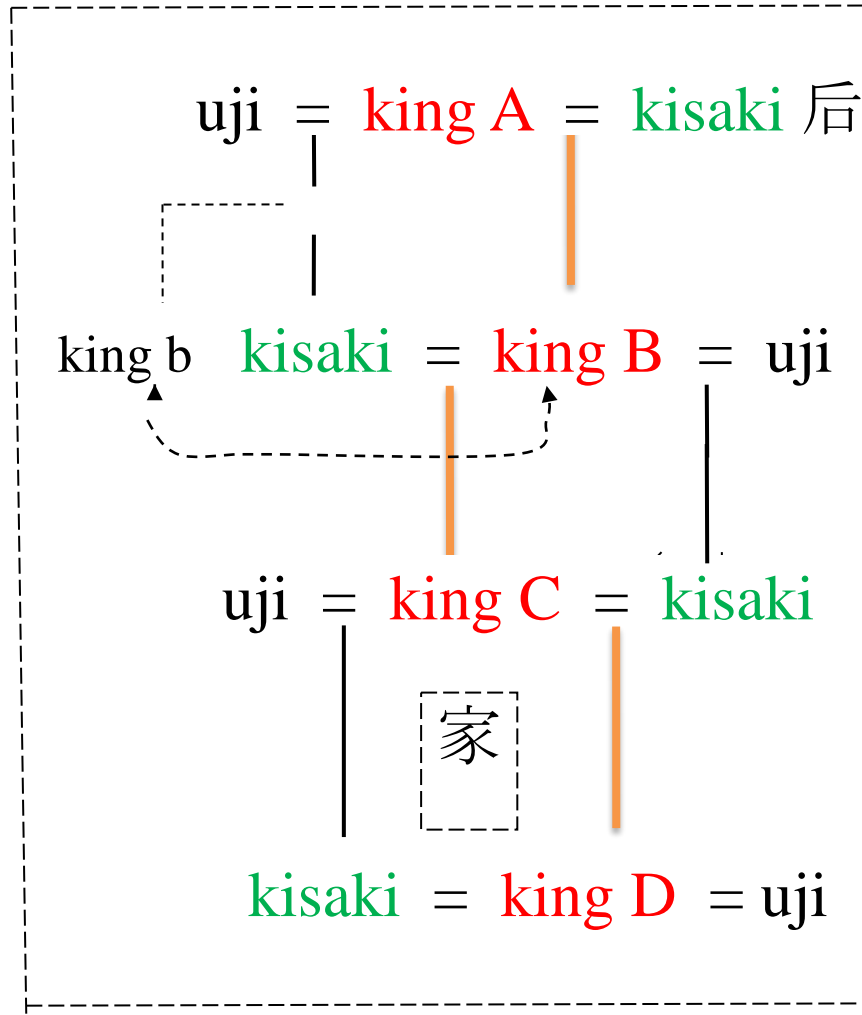 uji = king A = kisaki 后
king b kisaki = king B = uji
uji = king C = kisaki
家
kisaki = king D = uji